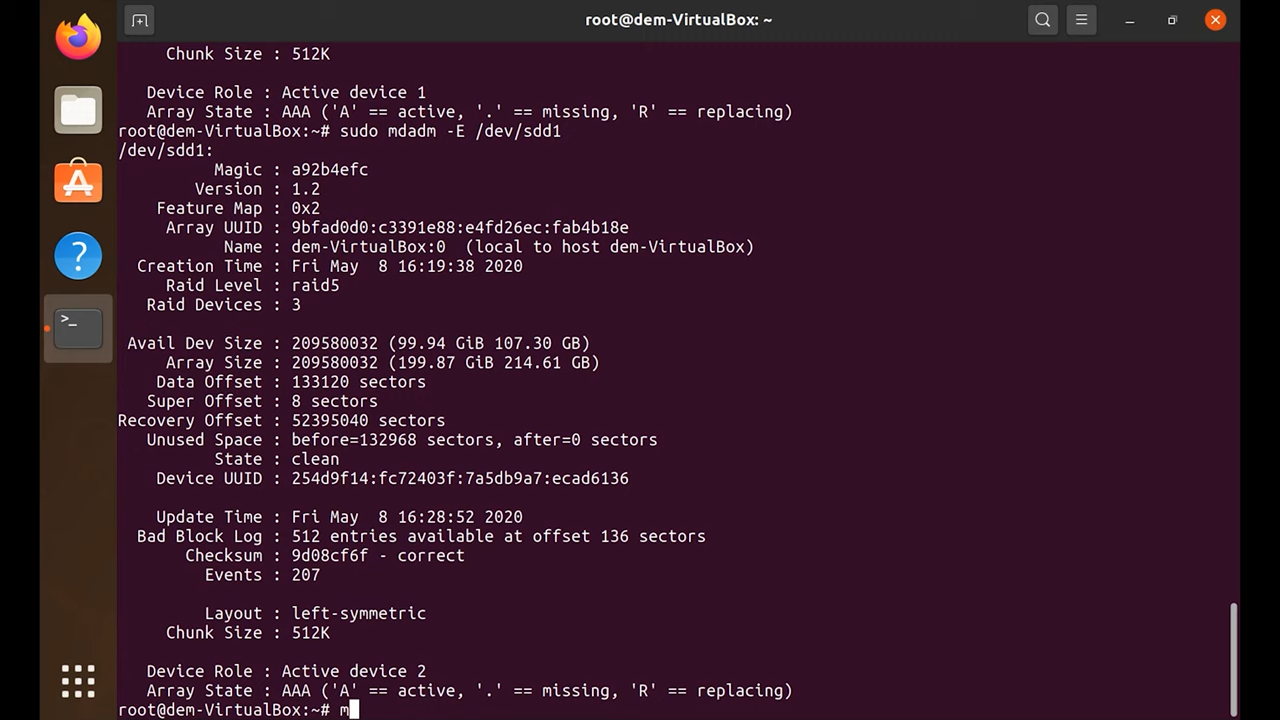 root@dem-VirtualBox: ~
Chunk Size : 512K
Device Role : Active device 1
Array State : AAA ('A' == active, '.' == missing, 'R' == replacing)
root@dem-VirtualBox:~# sudo mdadm -E /dev/sdd1
/dev/sdd1:
Magic : a92b4efc
Version : 1.2
Feature Map : 0x2
Array UUID : 9bfad0d0:c3391e88:e4fd26ec:fab4b18e
Name : dem-VirtualBox:0  (local to host dem-VirtualBox)
Creation Time : Fri May  8 16:19:38 2020
Raid Level : raid5
Raid Devices : 3
Avail Dev Size : 209580032 (99.94 GiB 107.30 GB)
Array Size : 209580032 (199.87 GiB 214.61 GB)
Data Offset : 133120 sectors
Super Offset : 8 sectors
Recovery Offset : 52395040 sectors
Unused Space : before=132968 sectors, after=0 sectors
State : clean
Device UUID : 254d9f14:fc72403f:7a5db9a7:ecad6136
Update Time : Fri May  8 16:28:52 2020
Bad Block Log : 512 entries available at offset 136 sectors
Checksum : 9d08cf6f - correct
Events : 207
Layout : left-symmetric
Chunk Size : 512K
Device Role : Active device 2
Array State : AAA ('A' == active, '.' == missing, 'R' == replacing)
root@dem-VirtualBox:~# m